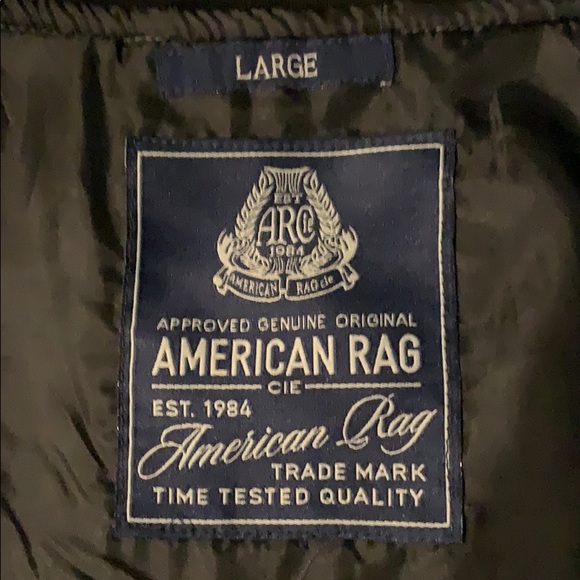 LARGE
EST
ARCIE
1984
AMERICAN RAG cie
APPROVED GENUINE ORIGINAL
AMERICAN RAG
CIE
EST. 1984
American Rag
TRADE MARK
TIME TESTED QUALITY